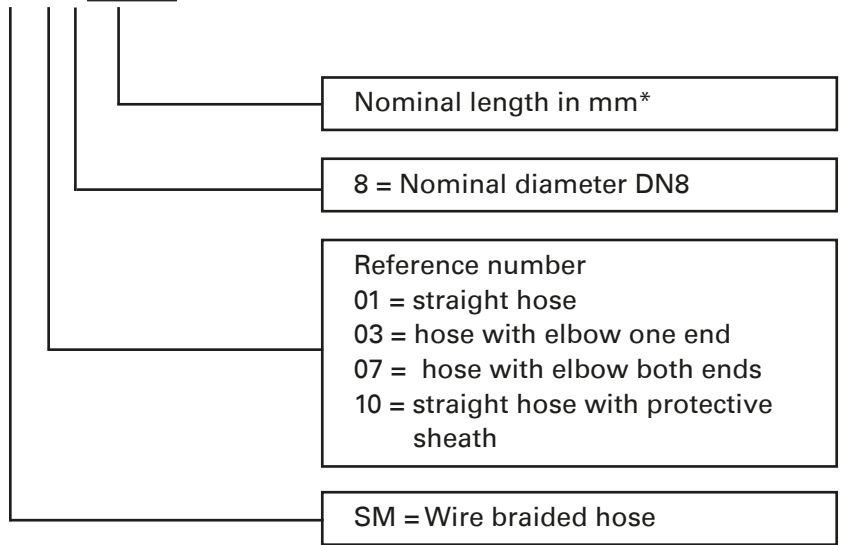 Nominal length in mm*
8 = Nominal diameter DN8
Reference number
01 = straight hose
03 = hose with elbow one end
07 = hose with elbow both ends
10 = straight hose with protective
sheath
SM = Wire braided hose